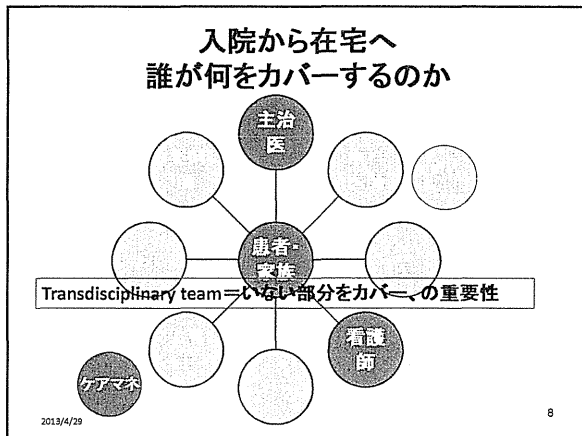 入院から在宅へ
誰が何をカバーするのか
主治
医
患者・
家族
Transdisciplinary team=いない部分をカバー、の重要性
看護
師
ケアマネ
2013/4/29
8